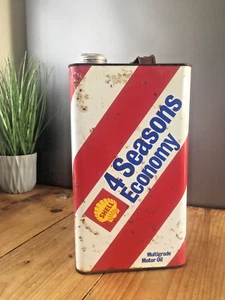 4 Seasons
Economy
SHELL
Multigrade
Motor Oil